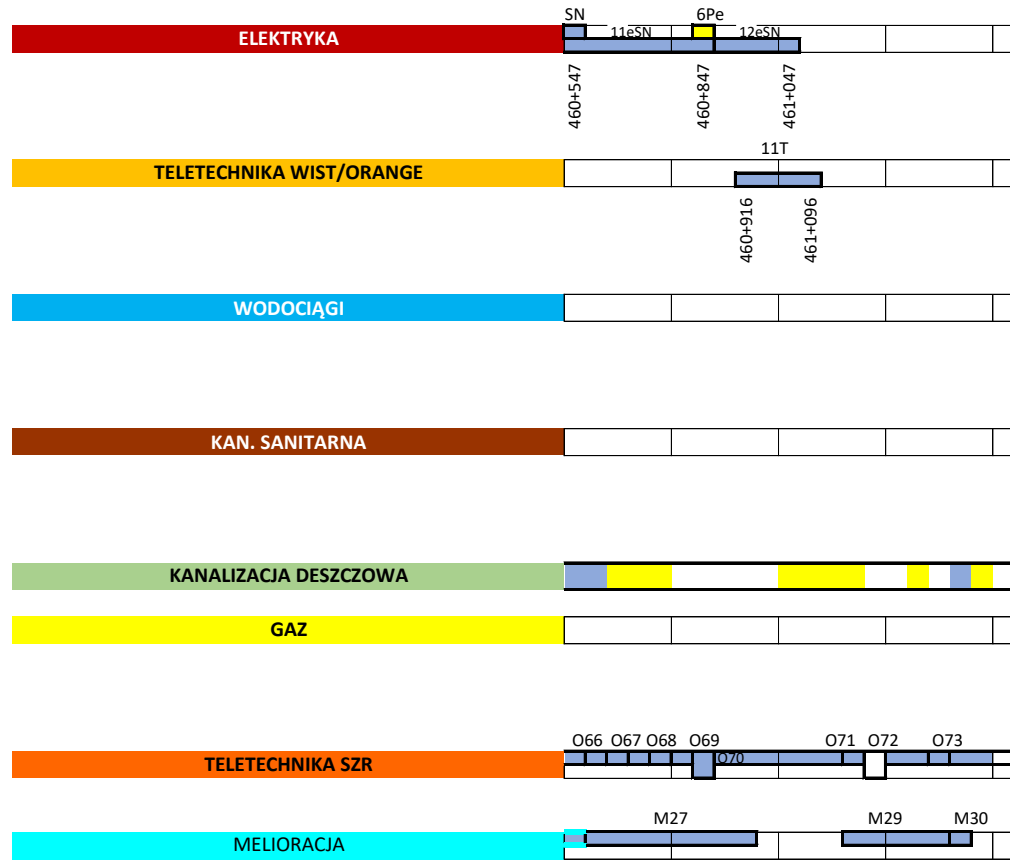 SN 6Pe
ELEKTRYKA 11eSN 12eSN
460+547 460+847 461+047
11T
TELETECHNIKA WIST/ORANGE
460+916 461+096
WODOCIĄGI
KAN. SANITARNA
KANALIZACJA DESZCZOWA
GAZ
O66 O67 O68 O69 O71 O72 O73
TELETECHNIKA SZR O70
M27 M29 M30
MELIORACJA